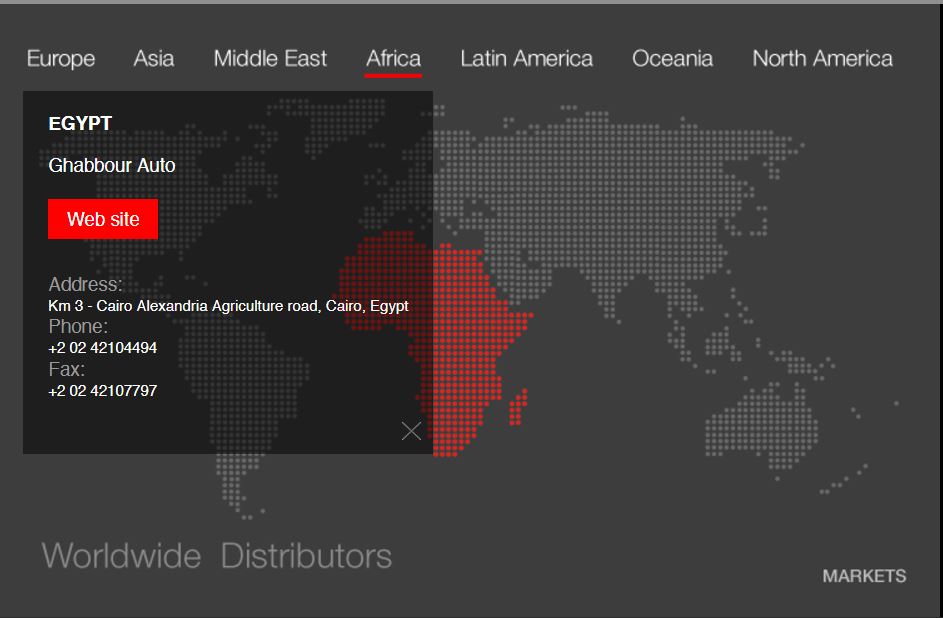 Europe Asia Middle East Africa Latin America Oceania North America
EGYPT
Ghabbour Auto
Web site
Address:
Km 3 - Cairo Alexandria Agriculture road, Cairo, Egypt
Phone:
+2 02 42104494
Fax:
+2 02 42107797
Worldwide Distributors
MARKETS